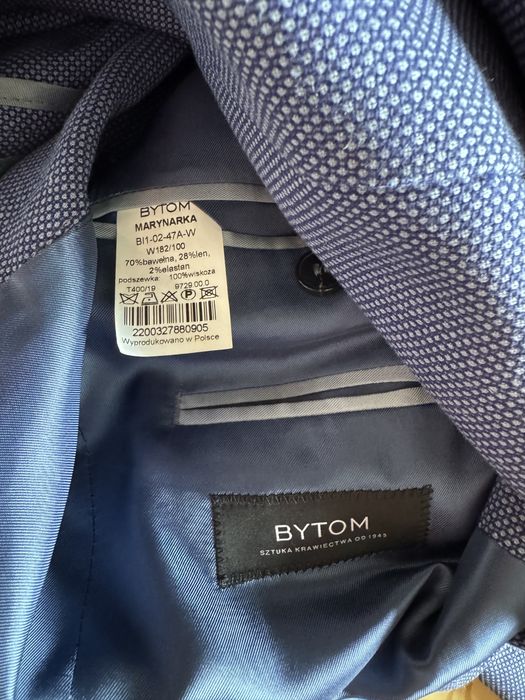 BYTOM
MARYNARKA
BI1-02-47A-W
W182/100
70%bawełna, 28%len,
2%elastan
podszewka: 100%wiskoza
T400/19 9729.00.0
P
2200327880905
Wyprodukowano w Polsce
BYTOM
SZTUKA KRAWIECTWA OD 1945